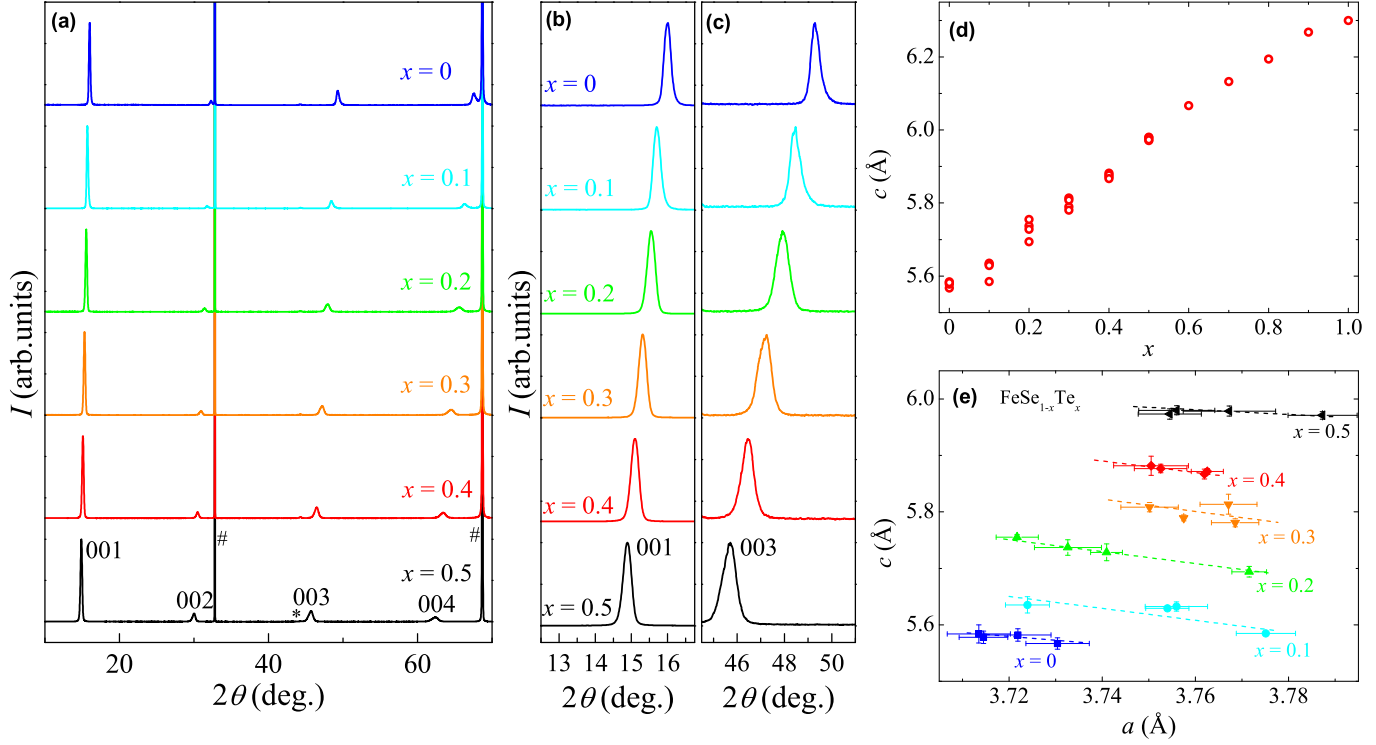 (a)
x = 0
x = 0.1
x = 0.2
x = 0.3
x = 0.4
x = 0.5
001
002
003
004
*
#
#
I (arb.units)
20
40
60
2θ (deg.)
(b)
x = 0
x = 0.1
x = 0.2
x = 0.3
x = 0.4
x = 0.5
001
I (arb.units)
13
14
15
16
2θ (deg.)
(c)
003
46
48
50
2θ (deg.)
(d)
6.2
6.0
5.8
5.6
c (Å)
0
0.2
0.4
0.6
0.8
1.0
x
(e)
FeSe1-xTex
x = 0.5
x = 0.4
x = 0.3
x = 0.2
x = 0.1
x = 0
6.0
5.8
5.6
c (Å)
3.72
3.74
3.76
3.78
a (Å)